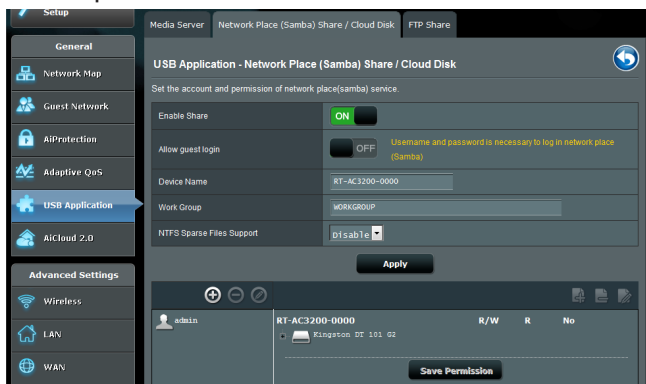 Setup
General
Network Map
Guest Network
AiProtection
Adaptive QoS
USB Application
AiCloud 2.0
Advanced Settings
Wireless
LAN
WAN
Media Server
Network Place (Samba) Share / Cloud Disk
FTP Share
USB Application - Network Place (Samba) Share / Cloud Disk
Set the account and permission of network place(samba) service.
Enable Share
ON
Allow guest login
OFF
Username and password is necessary to log in network place
(Samba)
Device Name
RT-AC3200-0000
Work Group
WORKGROUP
NTFS Sparse Files Support
Disable
Apply
admin
RT-AC3200-0000 R/W R No
Kingston DT 101 G2
Save Permission